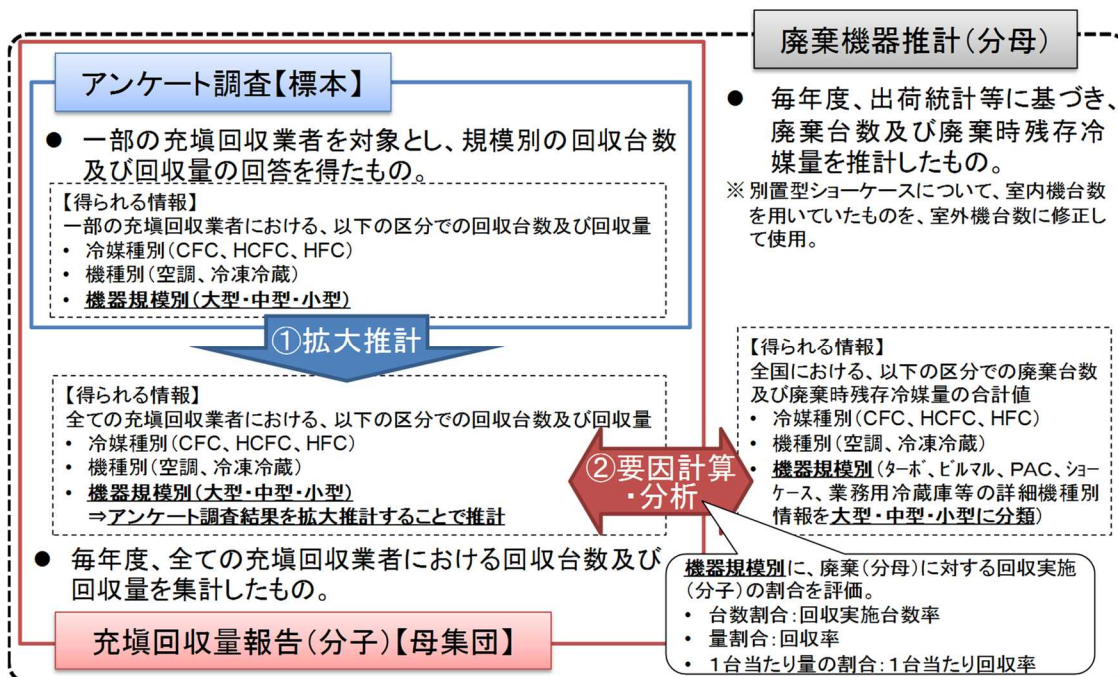 アンケート調査【標本】
● 一部の充塡回収業者を対象とし、規模別の回収台数
及び回収量の回答を得たもの。
【得られる情報】
一部の充塡回収業者における、以下の区分での回収台数及び回収量
・ 冷媒種別(CFC、HCFC、HFC)
・ 機種別(空調、冷凍冷蔵)
・ 機器規模別(大型・中型・小型)
①拡大推計
【得られる情報】
全ての充塡回収業者における、以下の区分での回収台数及び回収量
・ 冷媒種別(CFC、HCFC、HFC)
・ 機種別(空調、冷凍冷蔵)
・ 機器規模別(大型・中型・小型)
⇒アンケート調査結果を拡大推計することで推計
● 毎年度、全ての充塡回収業者における回収台数及び
回収量を集計したもの。
充塡回収量報告(分子)【母集団】
廃棄機器推計(分母)
● 毎年度、出荷統計等に基づき、
廃棄台数及び廃棄時残存冷
媒量を推計したもの。
※ 別置型ショーケースについて、室内機台数
を用いていたものを、室外機台数に修正し
て使用。
【得られる情報】
全国における、以下の区分での廃棄台数
及び廃棄時残存冷媒量の合計値
・ 冷媒種別(CFC、HCFC、HFC)
・ 機種別(空調、冷凍冷蔵)
・ 機器規模別(ターボ、ビルマル、PAC、ショー
ケース、業務用冷蔵庫等の詳細機種別
情報を大型・中型・小型に分類)
②要因計算
・分析
機器規模別に、廃棄(分母)に対する回収実施
(分子)の割合を評価。
・ 台数割合:回収実施台数率
・ 量割合:回収率
・ 1台当たり量の割合:1台当たり回収率